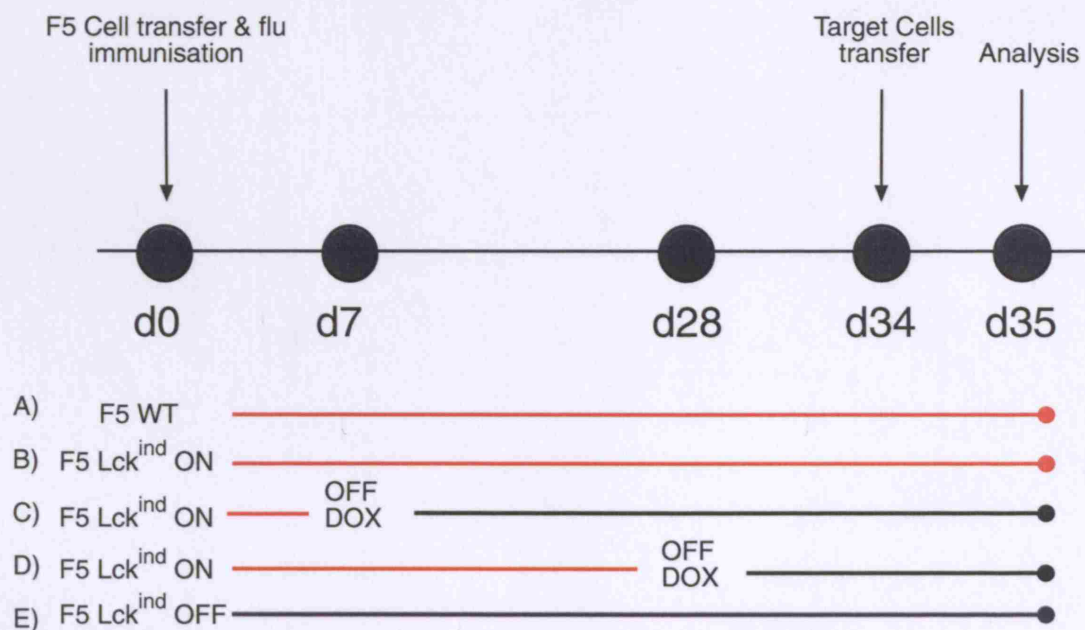 F5 Cell transfer & flu
immunisation
Target Cells
transfer
Analysis
d0
d7
d28
d34
d35
A) F5 WT
B) F5 Lck^ind ON
C) F5 Lck^ind ON
OFF
DOX
D) F5 Lck^ind ON
OFF
DOX
E) F5 Lck^ind OFF